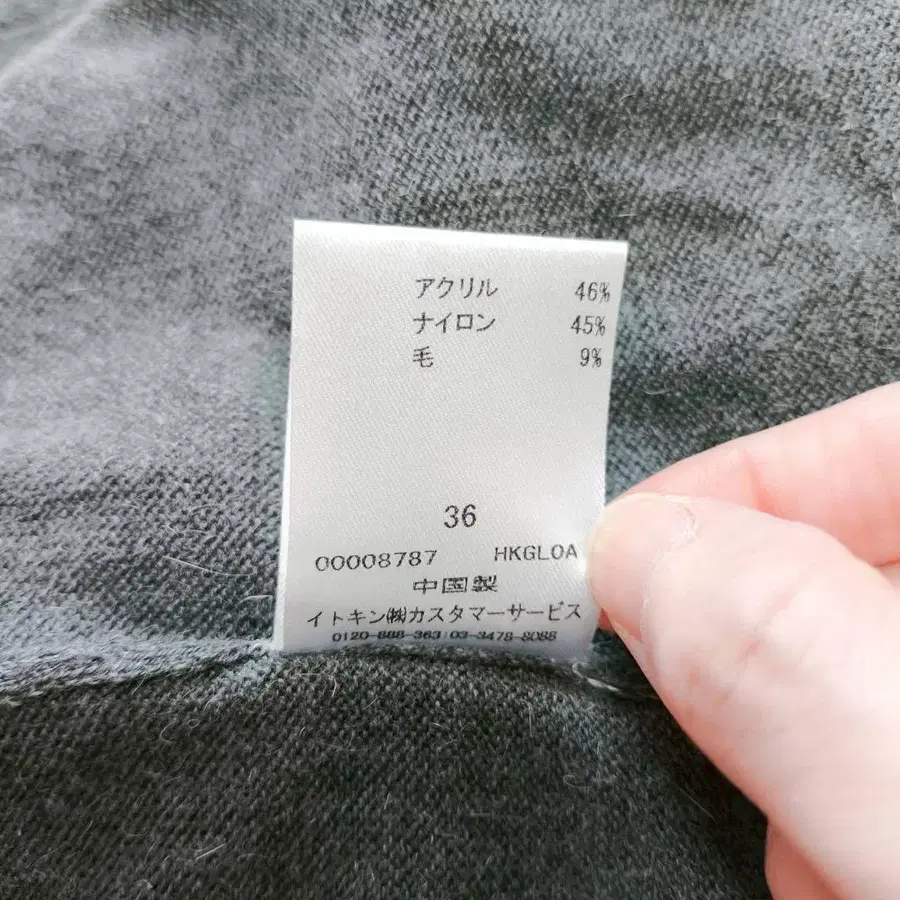 アクリル 46%
ナイロン 45%
毛 9%
36
00008787 HKGLOA
中国製
イトキン㈱カスタマーサービス
0120-888-363 03-3478-8088